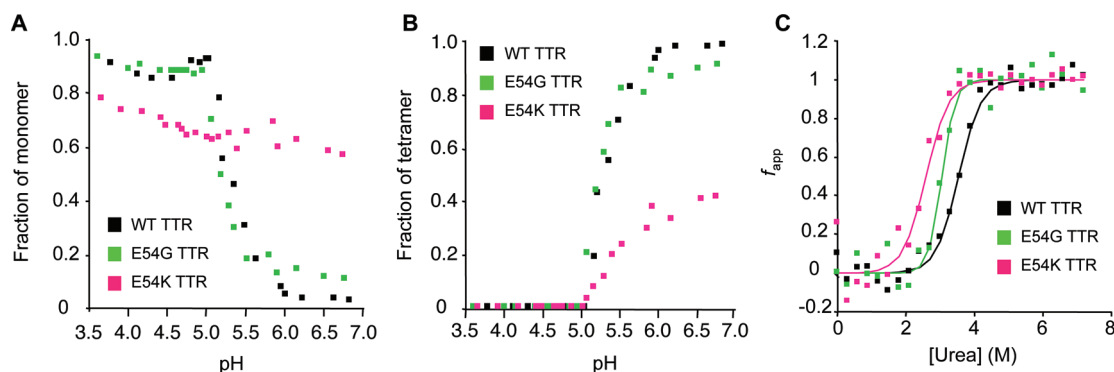 A
Fraction of monomer
1.0
0.8
0.6
0.4
0.2
0
WT TTR
E54G TTR
E54K TTR
3.5 4.0 4.5 5.0 5.5 6.0 6.5 7.0
pH
B
Fraction of tetramer
1.0
0.8
0.6
0.4
0.2
0
WT TTR
E54G TTR
E54K TTR
3.5 4.0 4.5 5.0 5.5 6.0 6.5 7.0
pH
C
fapp
1.2
1.0
0.8
0.6
0.4
0.2
0
-0.2
WT TTR
E54G TTR
E54K TTR
0 2 4 6 8
[Urea] (M)